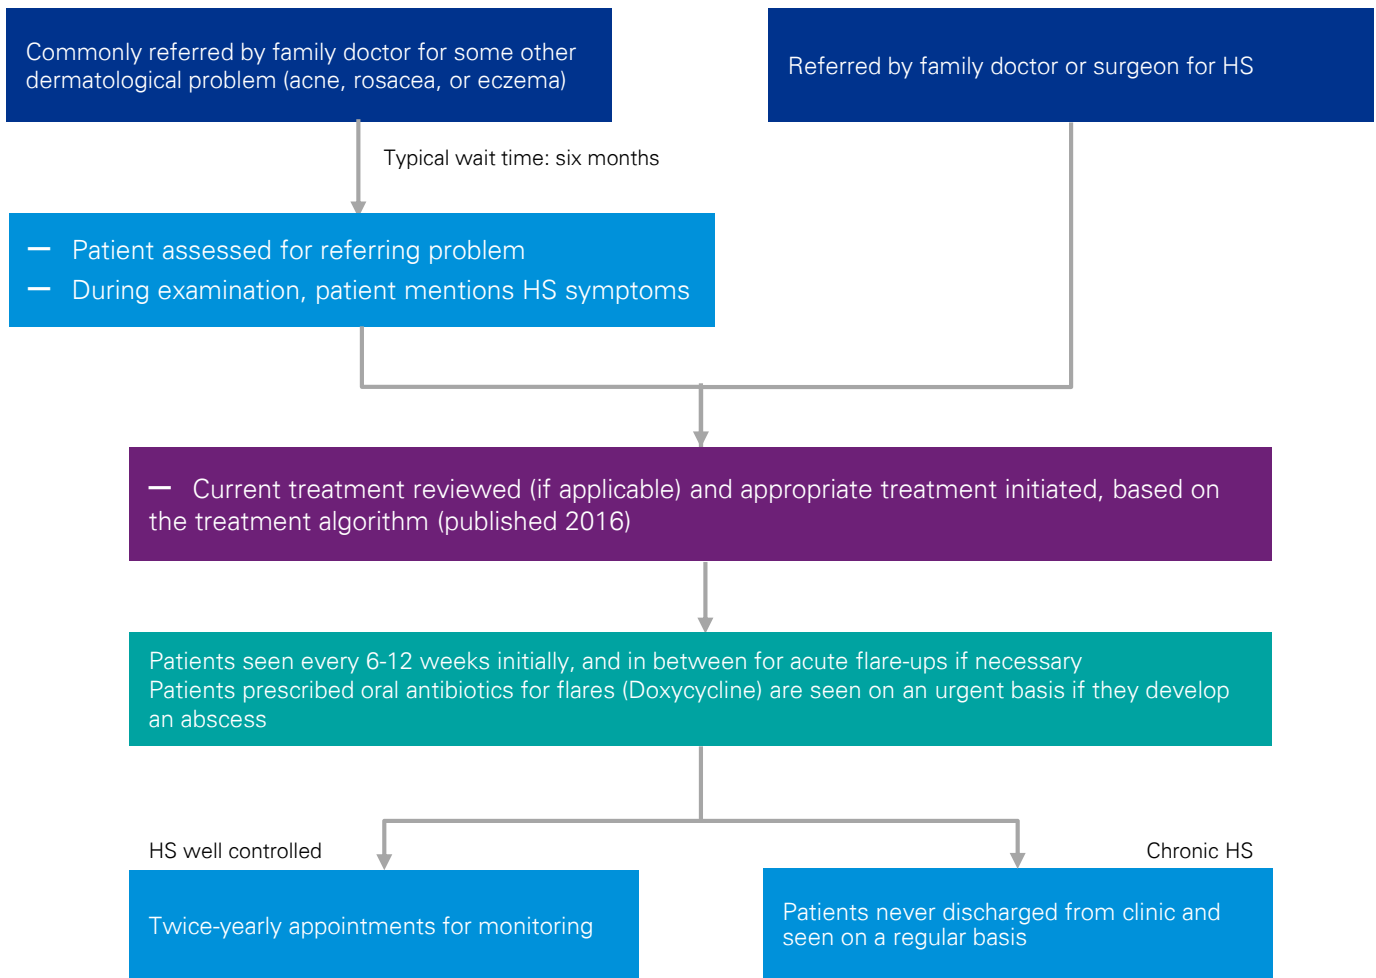 Commonly referred by family doctor for some other
dermatological problem (acne, rosacea, or eczema)
Referred by family doctor or surgeon for HS
Typical wait time: six months
— Patient assessed for referring problem
— During examination, patient mentions HS symptoms
— Current treatment reviewed (if applicable) and appropriate treatment initiated, based on
the treatment algorithm (published 2016)
Patients seen every 6-12 weeks initially, and in between for acute flare-ups if necessary
Patients prescribed oral antibiotics for flares (Doxycycline) are seen on an urgent basis if they develop
an abscess
HS well controlled
Chronic HS
Twice-yearly appointments for monitoring
Patients never discharged from clinic and
seen on a regular basis